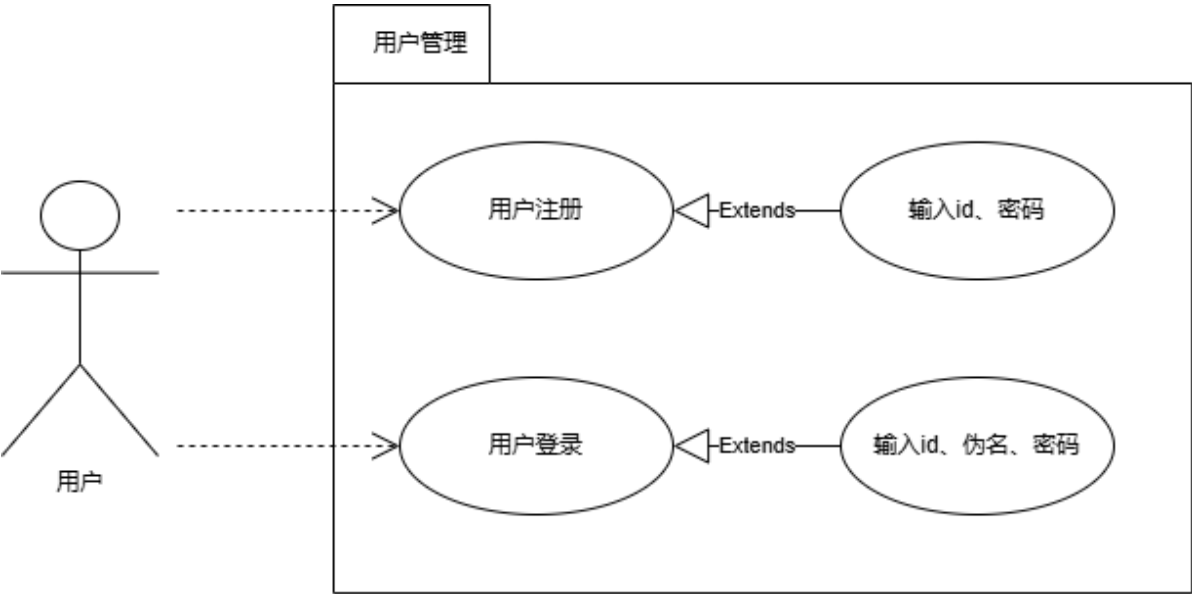 用户管理
用户注册
Extends
输入id、密码
用户登录
Extends
输入id、伪名、密码
用户